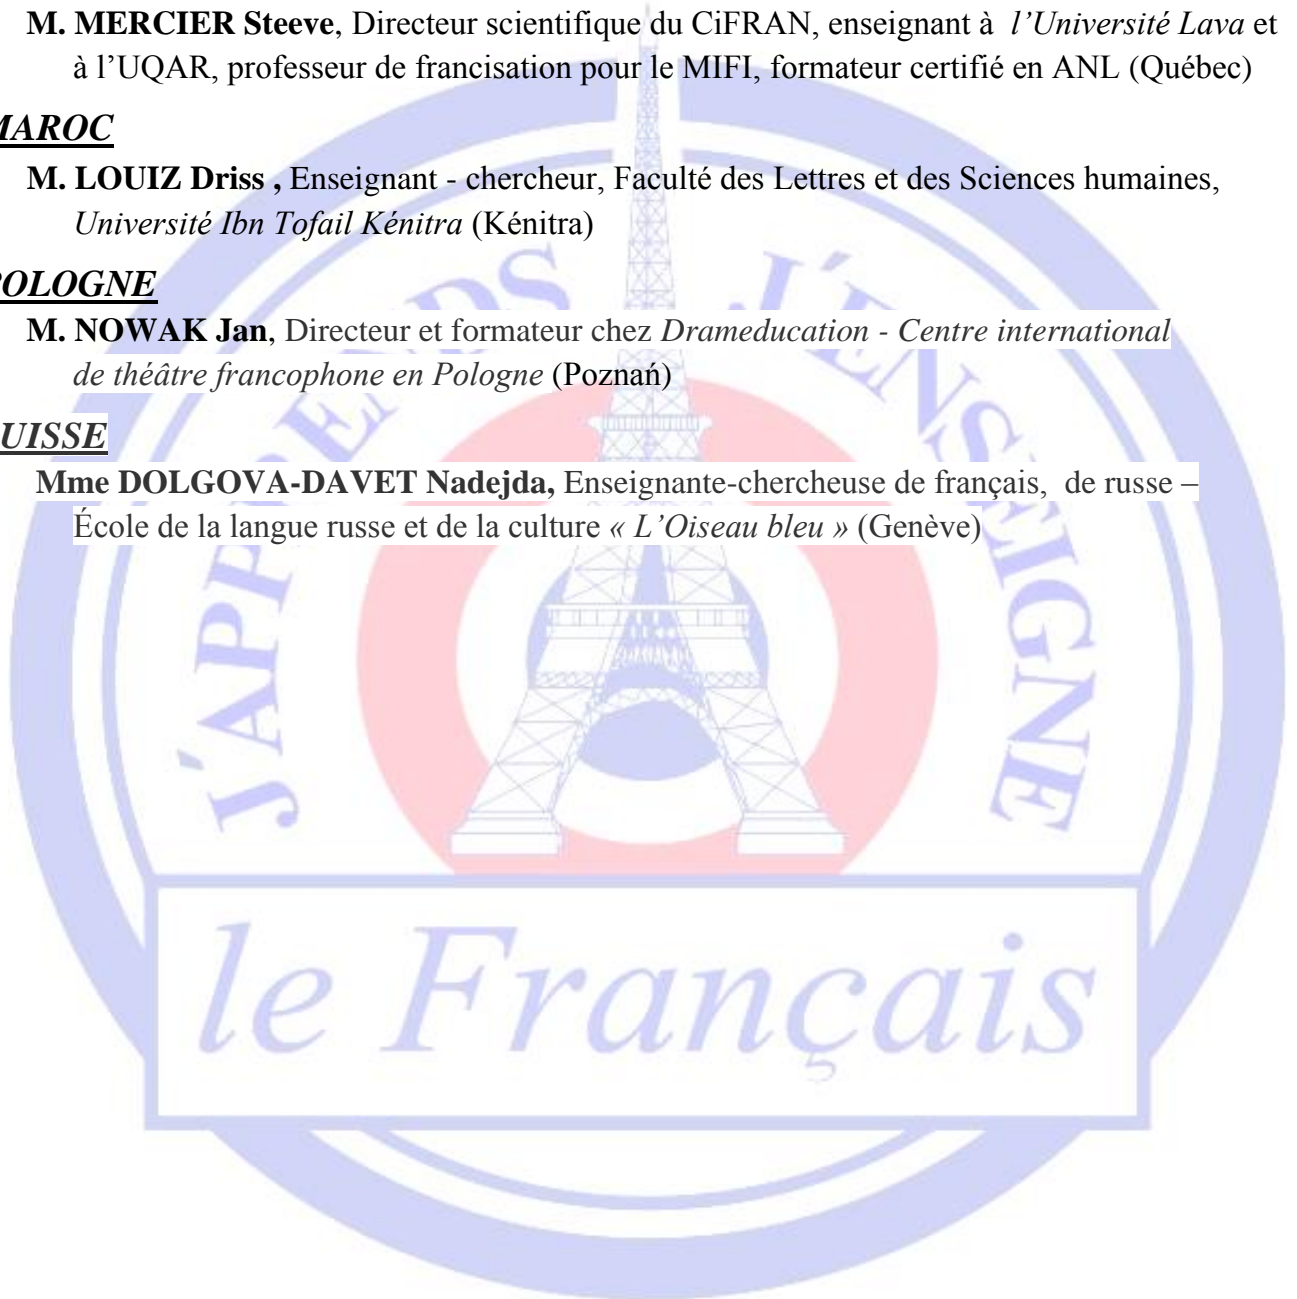 M. MERCIER Steeve, Directeur scientifique du CiFRAN, enseignant à l’Université Lava et
à l’UQAR, professeur de francisation pour le MIFI, formateur certifié en ANL (Québec)
MAROC
M. LOUIZ Driss , Enseignant - chercheur, Faculté des Lettres et des Sciences humaines,
Université Ibn Tofail Kénitra (Kénitra)
POLOGNE
M. NOWAK Jan, Directeur et formateur chez Drameducation - Centre international
de théâtre francophone en Pologne (Poznań)
UISSE
Mme DOLGOVA-DAVET Nadejda, Enseignante-chercheuse de français, de russe –
École de la langue russe et de la culture « L’Oiseau bleu » (Genève)
J'APPRENDS J'ENSEIGNE
le Français